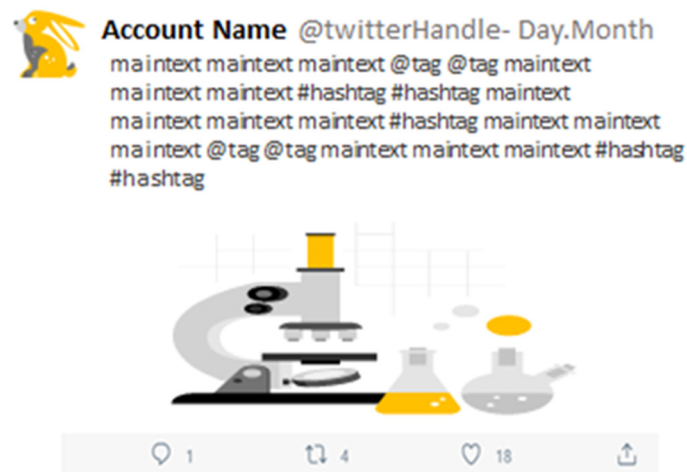 Account Name @twitterHandle- Day.Month
maintext maintext maintext @tag @tag maintext
maintext maintext #hashtag #hashtag maintext
maintext maintext maintext #hashtag maintext maintext
maintext @tag @tag maintext maintext maintext #hashtag
#hashtag
1 4 18